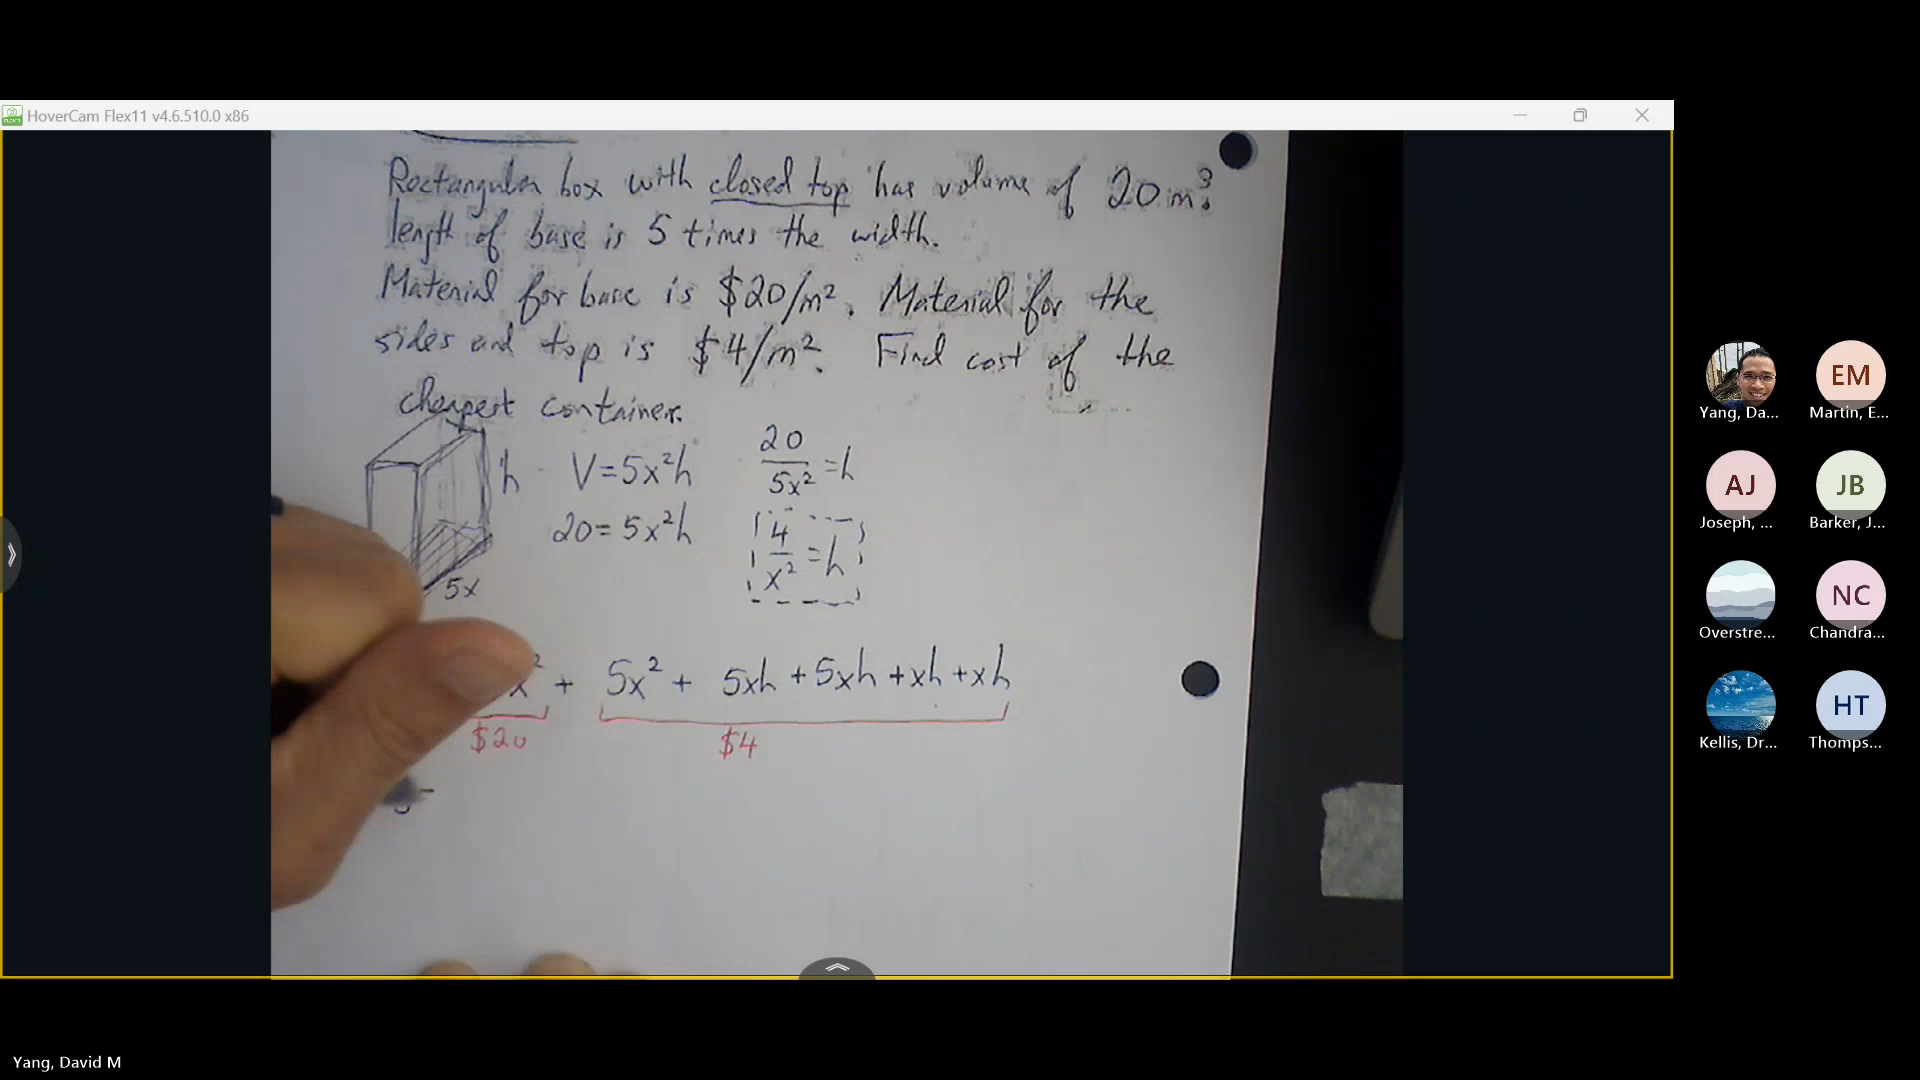 HoverCam Flex11 v4.6.510.0 x86
Rectangular box with closed top has volume of 20 m³.
length of base is 5 times the width.
Material for base is $20/m². Material for the
sides and top is $4/m². Find cost of the
cheapest container.
h
V=5x²h
20/5x² = h
20=5x²h
4/x² = h
5x
x² + 5x² + 5xh + 5xh + xh + xh
$20
$4
Yang, Da...
EM
Martin, E...
AJ
Joseph, ...
JB
Barker, J...
Overstre...
NC
Chandra...
Kellis, Dr...
HT
Thomps...
Yang, David M